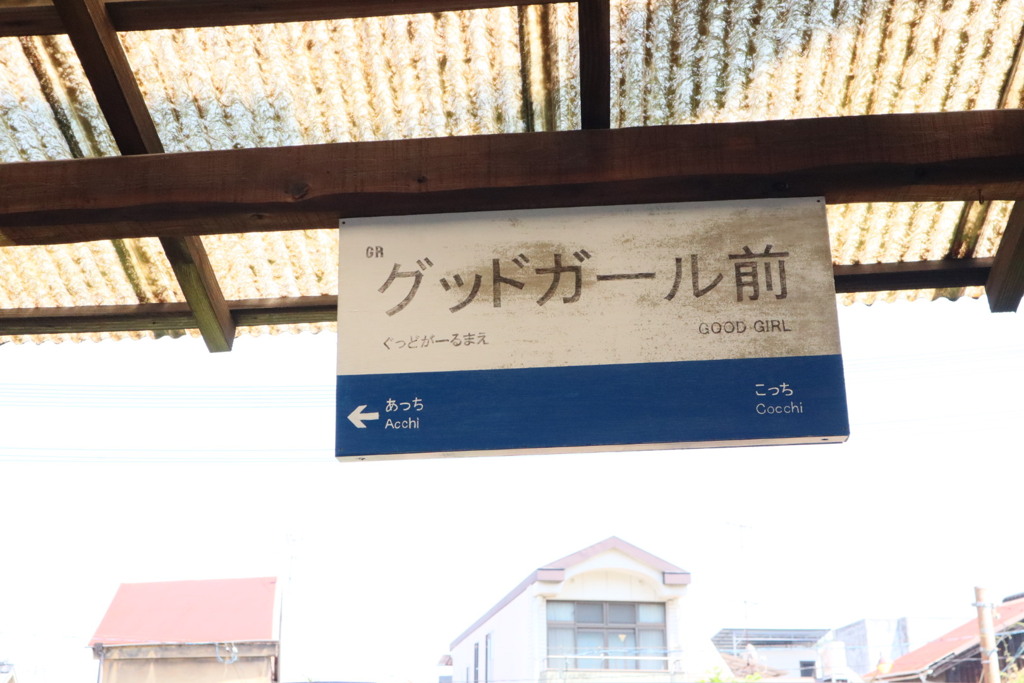 GR
グッドガール前
ぐっどがーるまえ
GOOD GIRL
あっち
Acchi
こっち
Cocchi